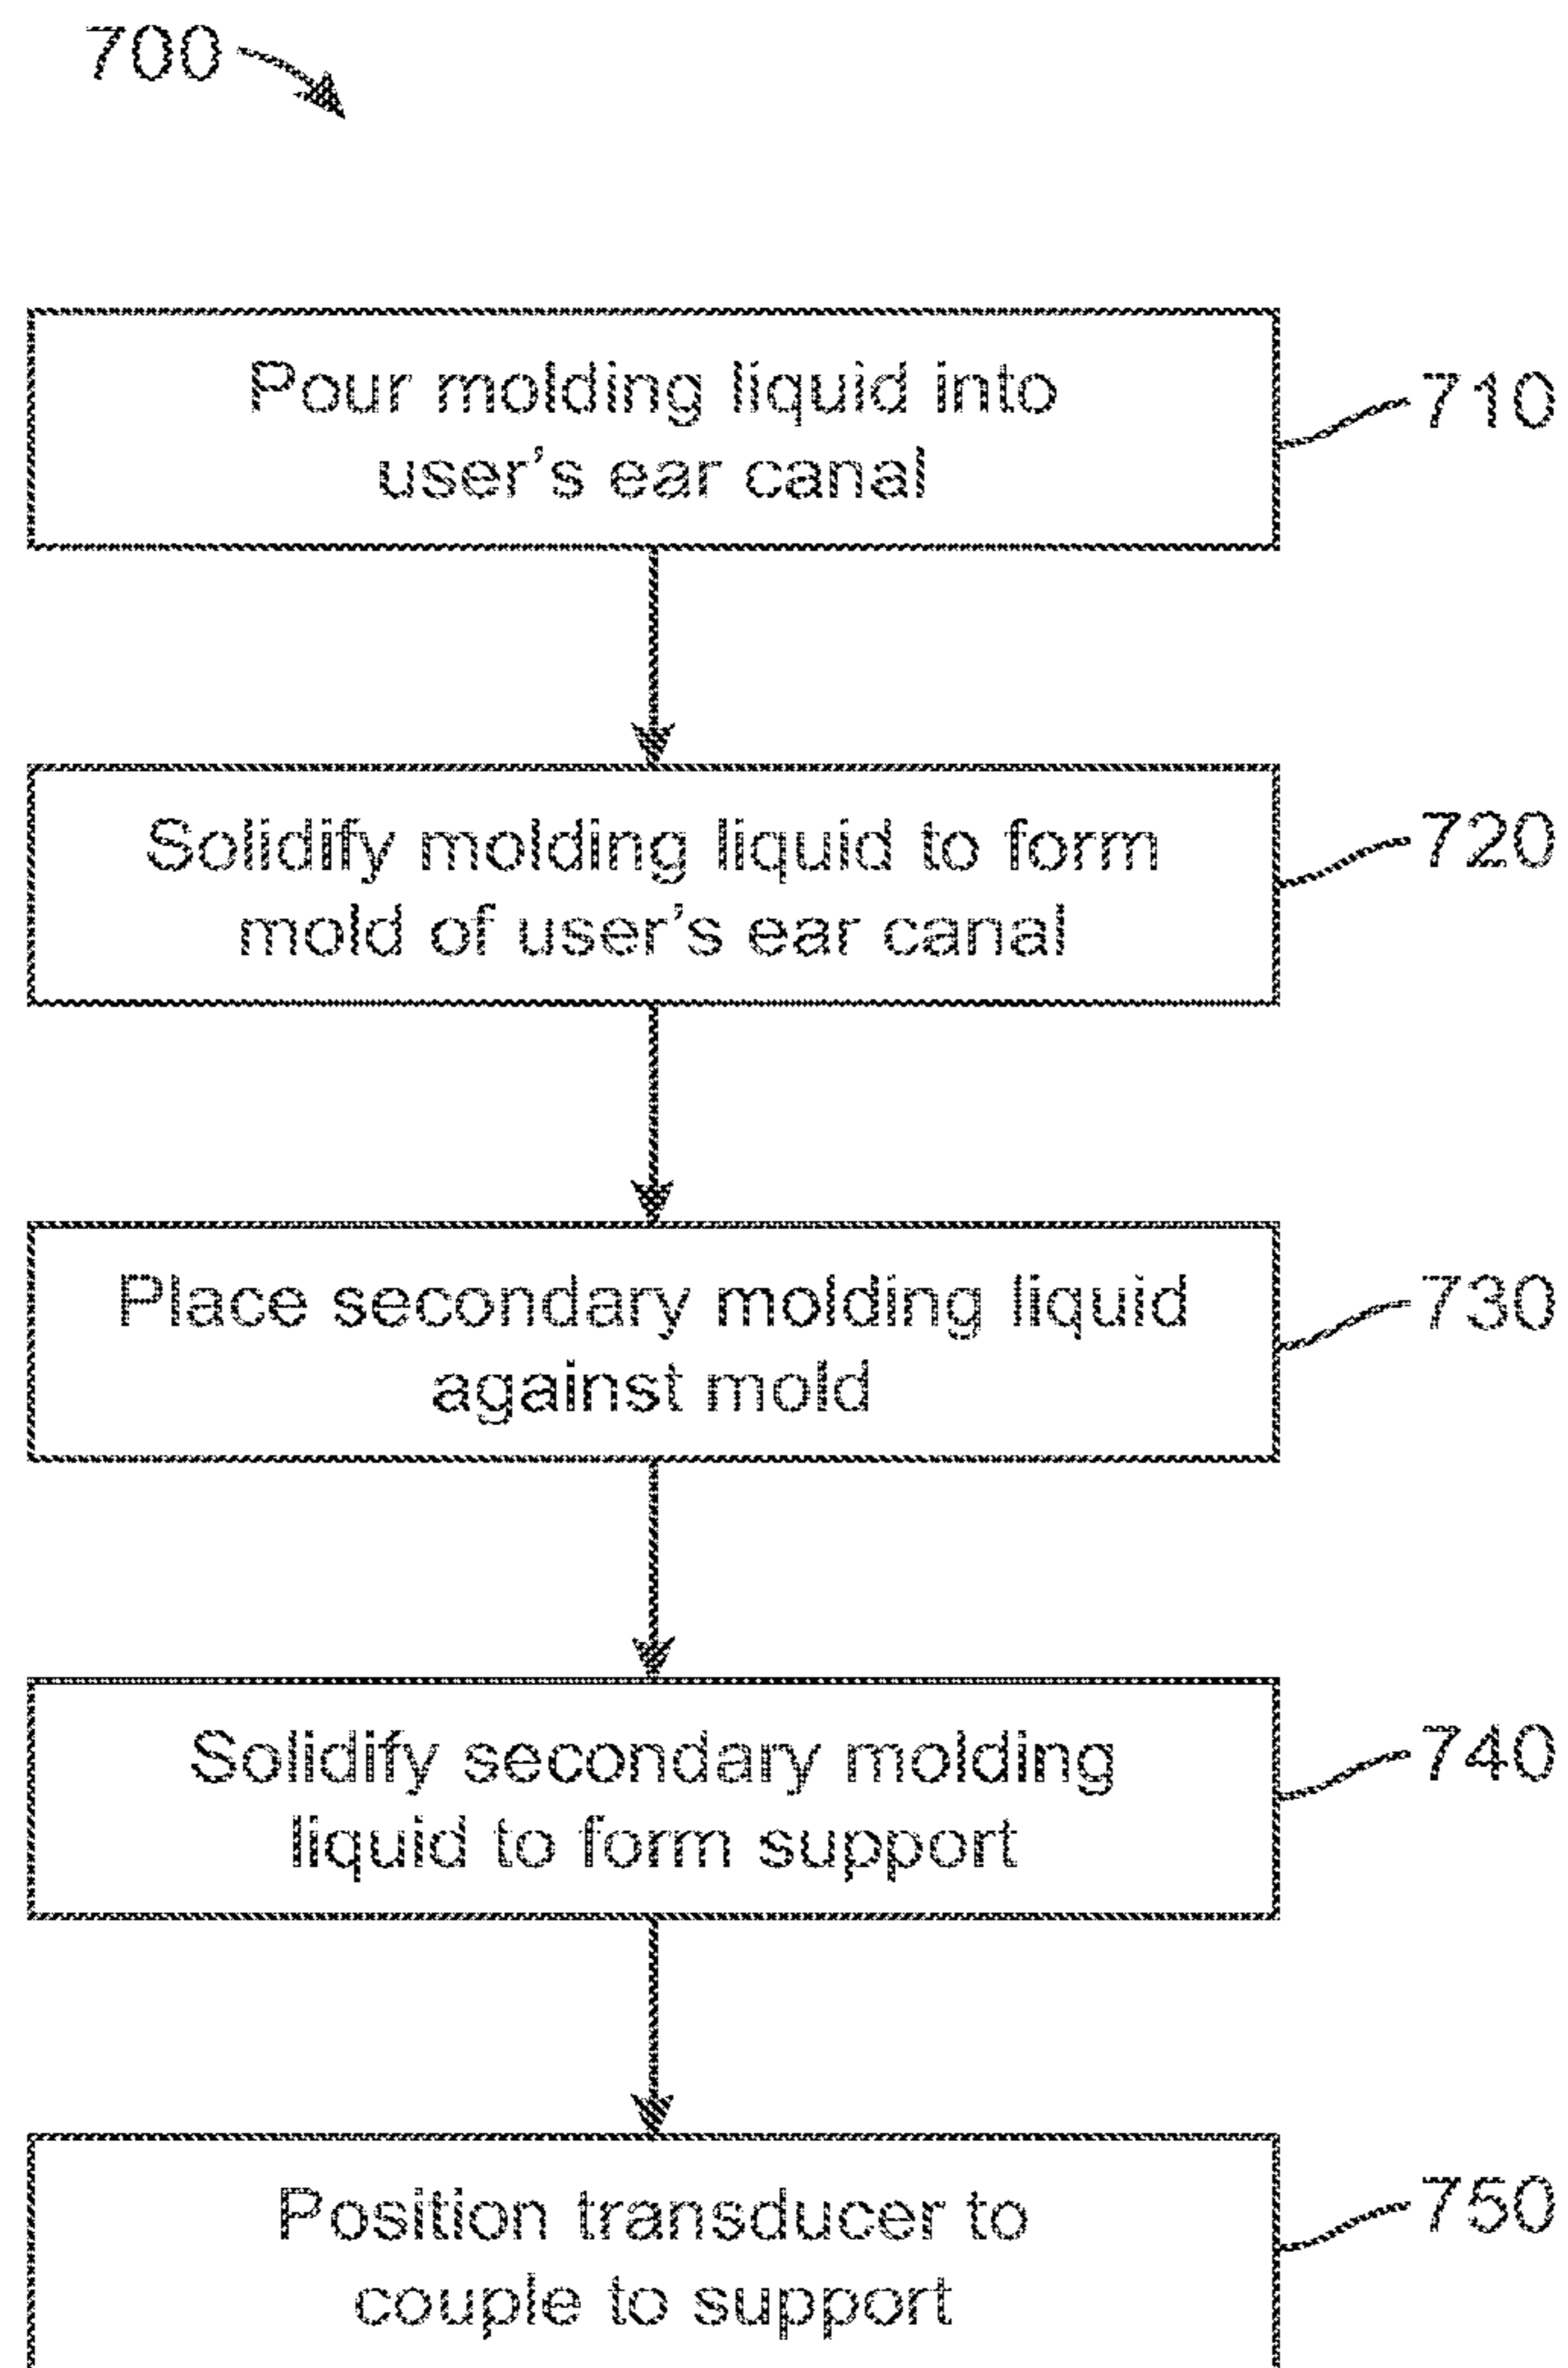 700
Pour molding liquid into
user's ear canal
710
Solidify molding liquid to form
mold of user's ear canal
720
Place secondary molding liquid
against mold
730
Solidify secondary molding
liquid to form support
740
Position transducer to
couple to support
750